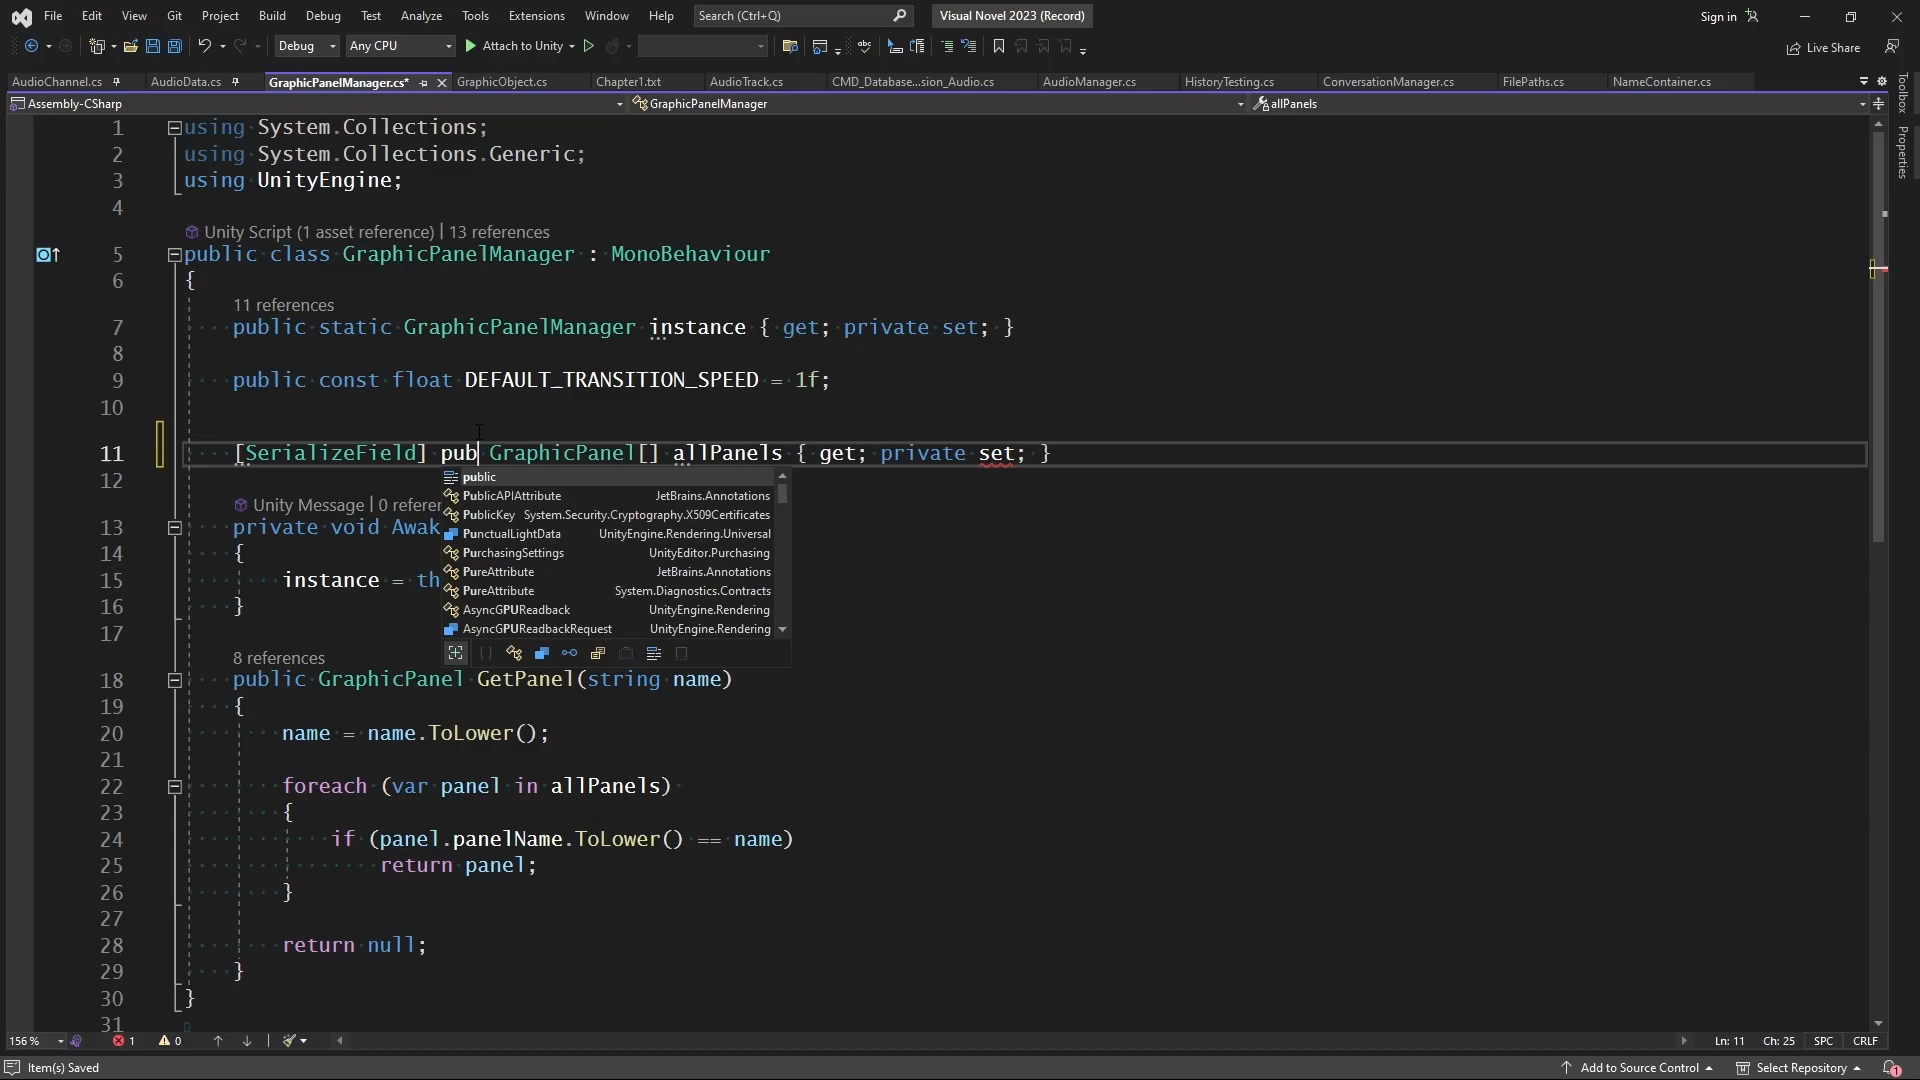 File Edit View Git Project Build Debug Test Analyze Tools Extensions Window Help Search (Ctrl+Q) Visual Novel 2023 (Record) Sign in
Debug Any CPU Attach to Unity Live Share
AudioChannel.cs AudioData.cs GraphicPanelManager.cs* GraphicObject.cs Chapter1.txt AudioTrack.cs CMD_Database...sion_Audio.cs AudioManager.cs HistoryTesting.cs ConversationManager.cs FilePaths.cs NameContainer.cs
Assembly-CSharp GraphicPanelManager allPanels
Toolbox
Properties
1 using System.Collections;
2 using System.Collections.Generic;
3 using UnityEngine;
4
Unity Script (1 asset reference) | 13 references
5 public class GraphicPanelManager : MonoBehaviour
6 {
11 references
7 public static GraphicPanelManager instance { get; private set; }
8
9 public const float DEFAULT_TRANSITION_SPEED = 1f;
10
11 [SerializeField] pub GraphicPanel[] allPanels { get; private set; }
12
public
PublicAPIAttribute JetBrains.Annotations
PublicKey System.Security.Cryptography.X509Certificates
PunctualLightData UnityEngine.Rendering.Universal
PurchasingSettings UnityEditor.Purchasing
PureAttribute JetBrains.Annotations
PureAttribute System.Diagnostics.Contracts
AsyncGPUReadback UnityEngine.Rendering
AsyncGPUReadbackRequest UnityEngine.Rendering
Unity Message | 0 referen
13 private void Awak
14 {
15 instance = th
16 }
17
8 references
18 public GraphicPanel GetPanel(string name)
19 {
20 name = name.ToLower();
21
22 foreach (var panel in allPanels)
23 {
24 if (panel.panelName.ToLower() == name)
25 return panel;
26 }
27
28 return null;
29 }
30 }
31
156 % 1 0 Ln: 11 Ch: 25 SPC CRLF
Item(s) Saved Add to Source Control Select Repository 1